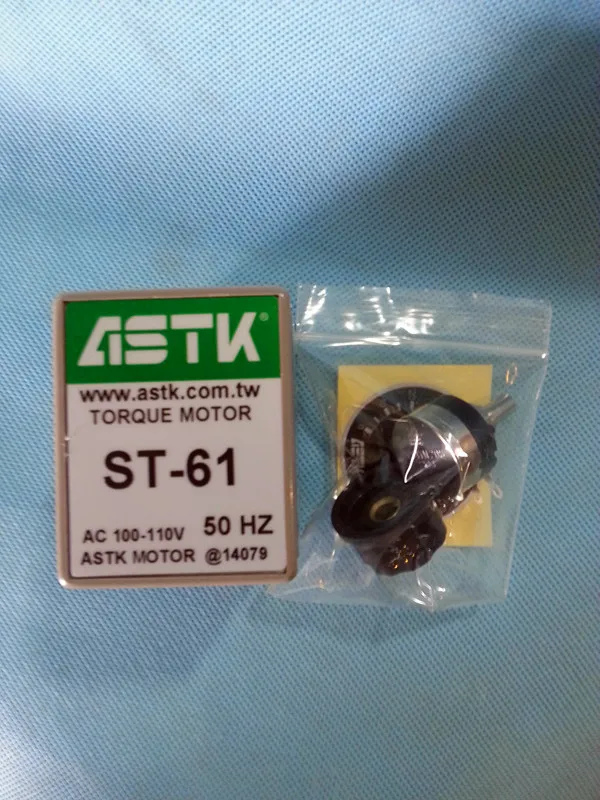 ASTK®
www.astk.com.tw
TORQUE MOTOR
ST-61
AC 100-110V 50 HZ
ASTK MOTOR @14079